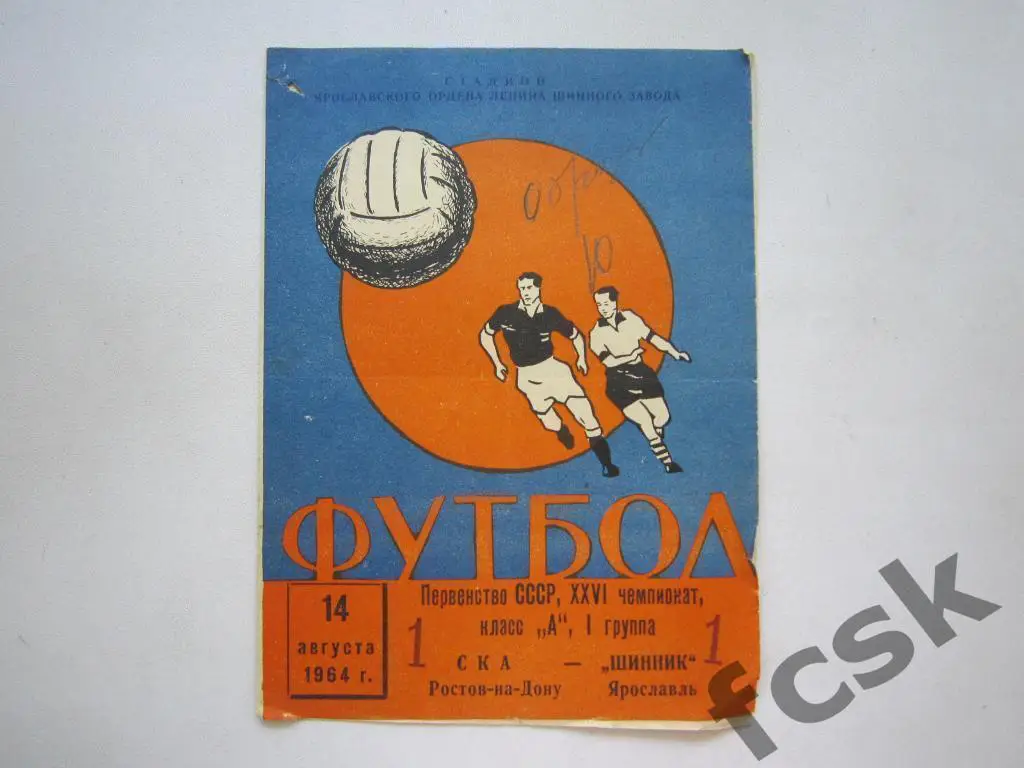 СТАДИОН
ЯРОСЛАВСКОГО ОРДЕНА ЛЕНИНА ШИННОГО ЗАВОДА
ФУТБОЛ
14
августа
1964 г.
Первенство СССР, XXVI чемпионат,
класс „А“, I группа
1 СКА — „ШИННИК“ 1
Ростов-на-Дону Ярославль
fcsk